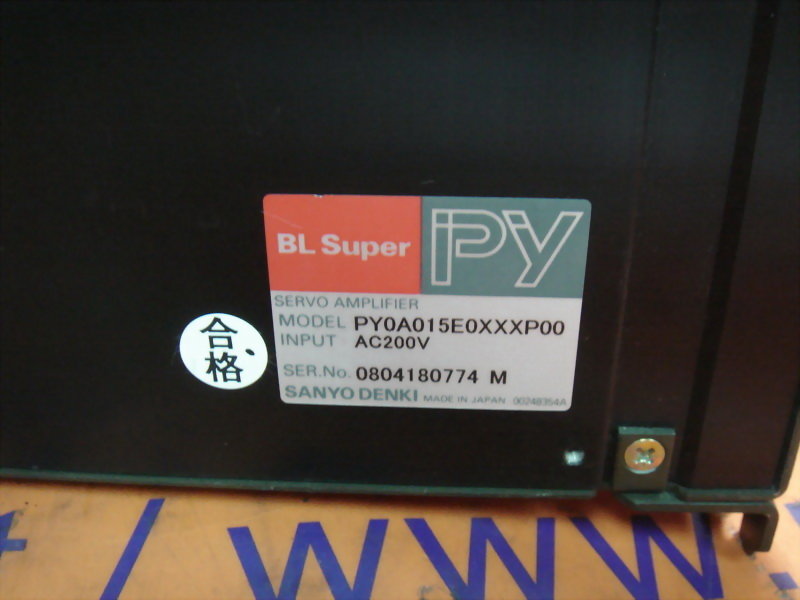 BL Super PY
SERVO AMPLIFIER
MODEL PY0A015E0XXXP00
INPUT AC200V
SER.No. 0804180774 M
SANYO DENKI MADE IN JAPAN 00248354A
合
格
/ www.